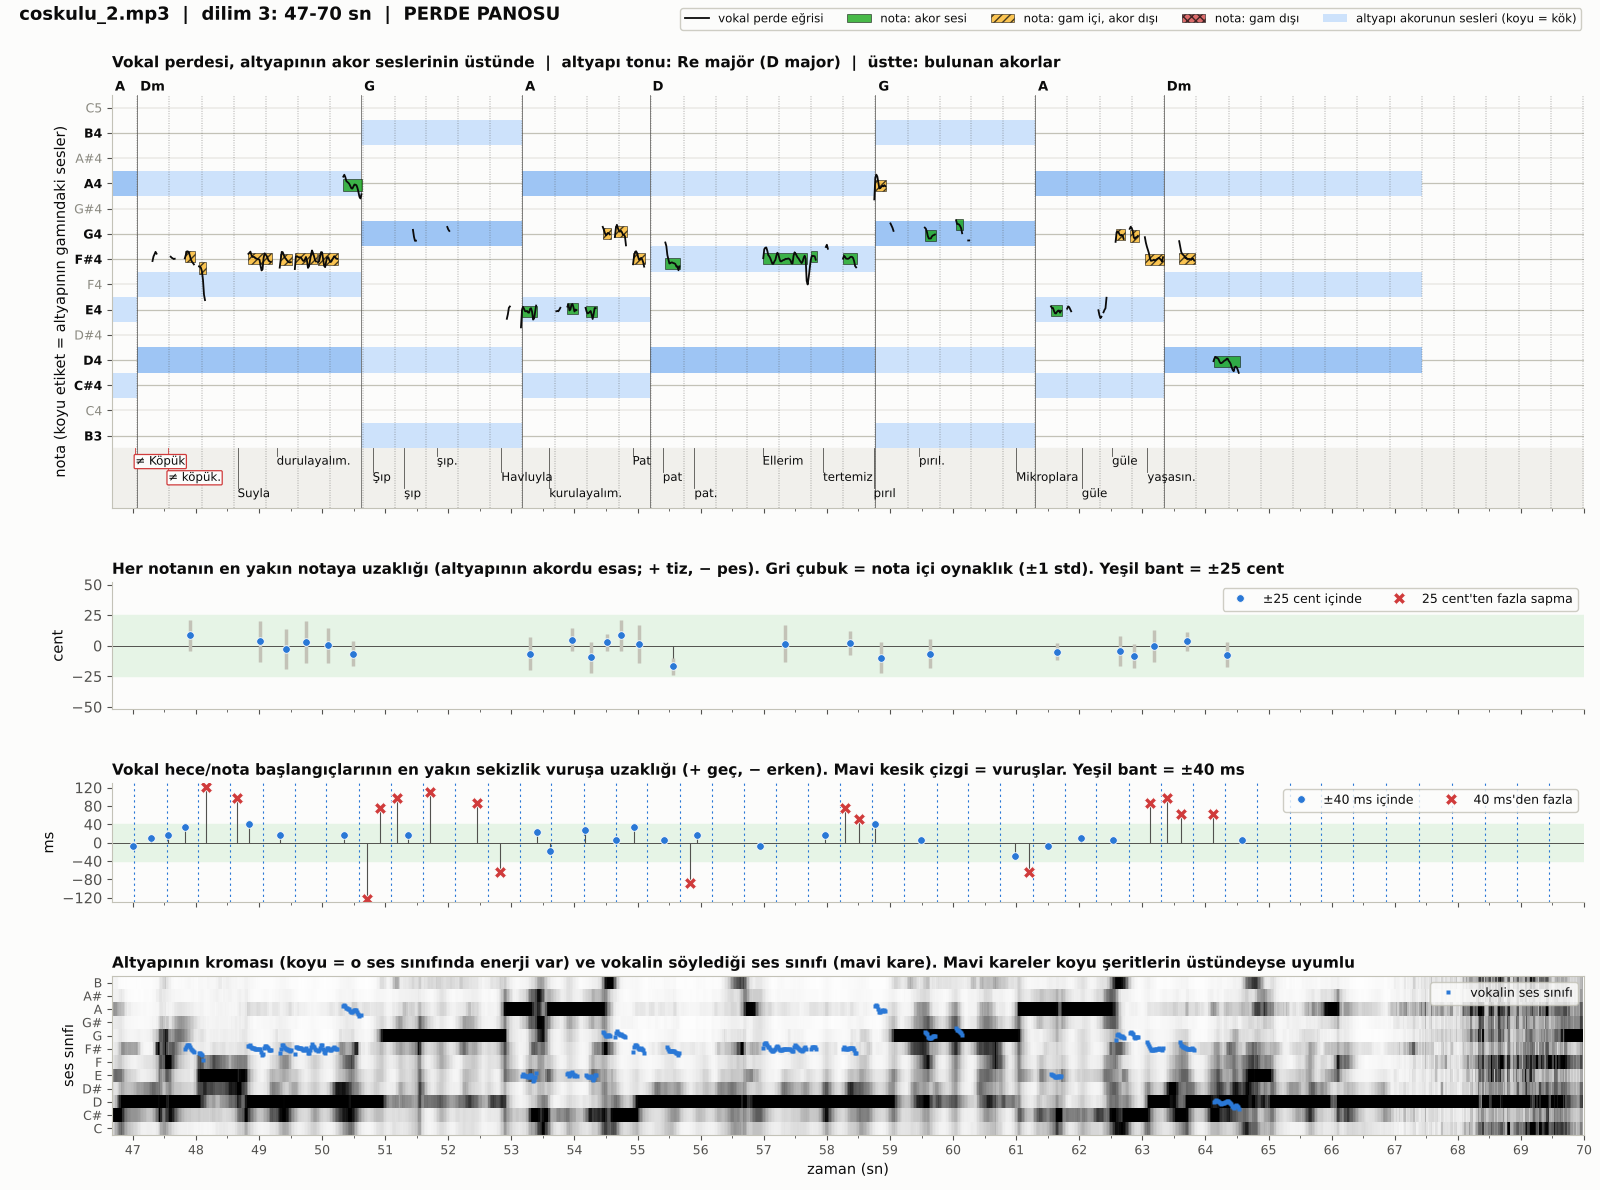 coskulu_2.mp3 | dilim 3: 47-70 sn | PERDE PANOSU
vokal perde eğrisi
nota: akor sesi
nota: gam içi, akor dışı
nota: gam dışı
altyapı akorunun sesleri (koyu = kök)
Vokal perdesi, altyapının akor seslerinin üstünde | altyapı tonu: Re majör (D major) | üstte: bulunan akorlar
A Dm G A D G A Dm
nota (koyu etiket = altyapının gamındaki sesler)
C5
B4
A#4
A4
G#4
G4
F#4
F4
E4
D#4
D4
C#4
C4
B3
≠ Köpük durulayalım. şıp. Pat Ellerim pırıl. güle
≠ köpük. Şıp Havluyla pat tertemiz Mikroplara yaşasın.
Suyla şıp kurulayalım. pat. pırıl güle
Her notanın en yakın notaya uzaklığı (altyapının akordu esas; + tiz, − pes). Gri çubuk = nota içi oynaklık (±1 std). Yeşil bant = ±25 cent
±25 cent içinde
25 cent'ten fazla sapma
cent
50
25
0
−25
−50
Vokal hece/nota başlangıçlarının en yakın sekizlik vuruşa uzaklığı (+ geç, − erken). Mavi kesik çizgi = vuruşlar. Yeşil bant = ±40 ms
±40 ms içinde
40 ms'den fazla
ms
120
80
40
0
−40
−80
−120
Altyapının kroması (koyu = o ses sınıfında enerji var) ve vokalin söylediği ses sınıfı (mavi kare). Mavi kareler koyu şeritlerin üstündeyse uyumlu
vokalin ses sınıfı
ses sınıfı
B
A#
A
G#
G
F#
F
E
D#
D
C#
C
47 48 49 50 51 52 53 54 55 56 57 58 59 60 61 62 63 64 65 66 67 68 69 70
zaman (sn)